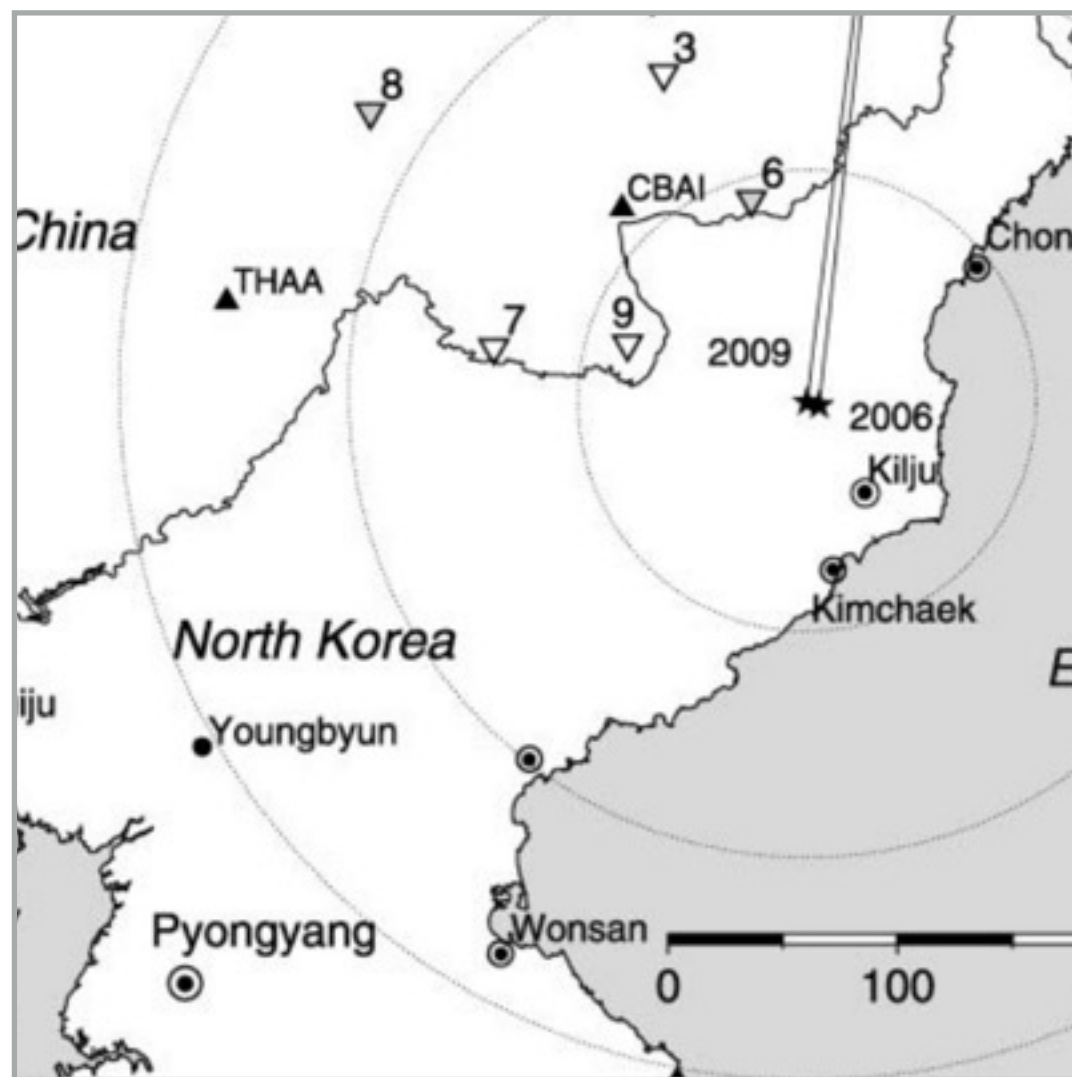 3
8
6
CBAI
China
Chon
THAA
7
9
2009
2006
Kilju
Kimchaek
North Korea
E
iju
Youngbyun
Pyongyang
Wonsan
0
100